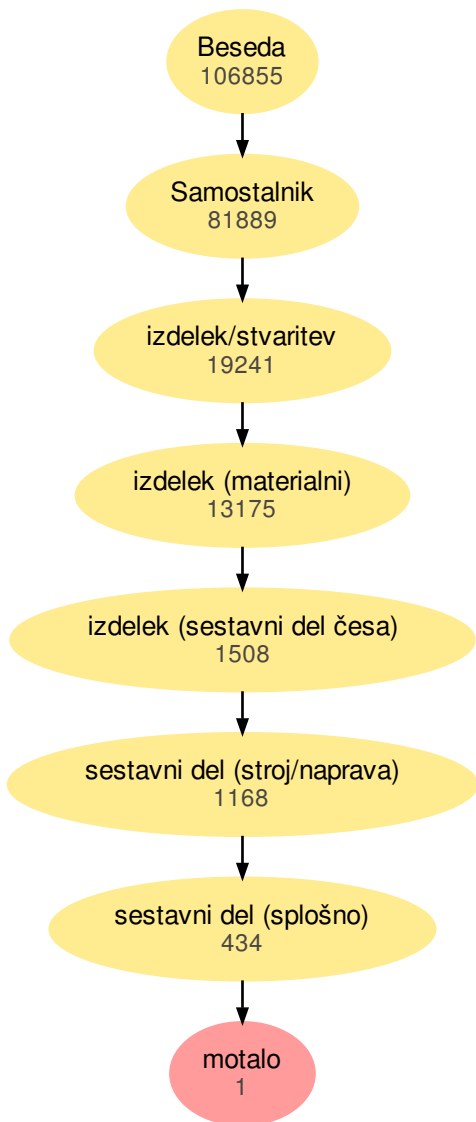 Beseda
106855
Samostalnik
81889
izdelek/stvaritev
19241
izdelek (materialni)
13175
izdelek (sestavni del česa)
1508
sestavni del (stroj/naprava)
1168
sestavni del (splošno)
434
motalo
1